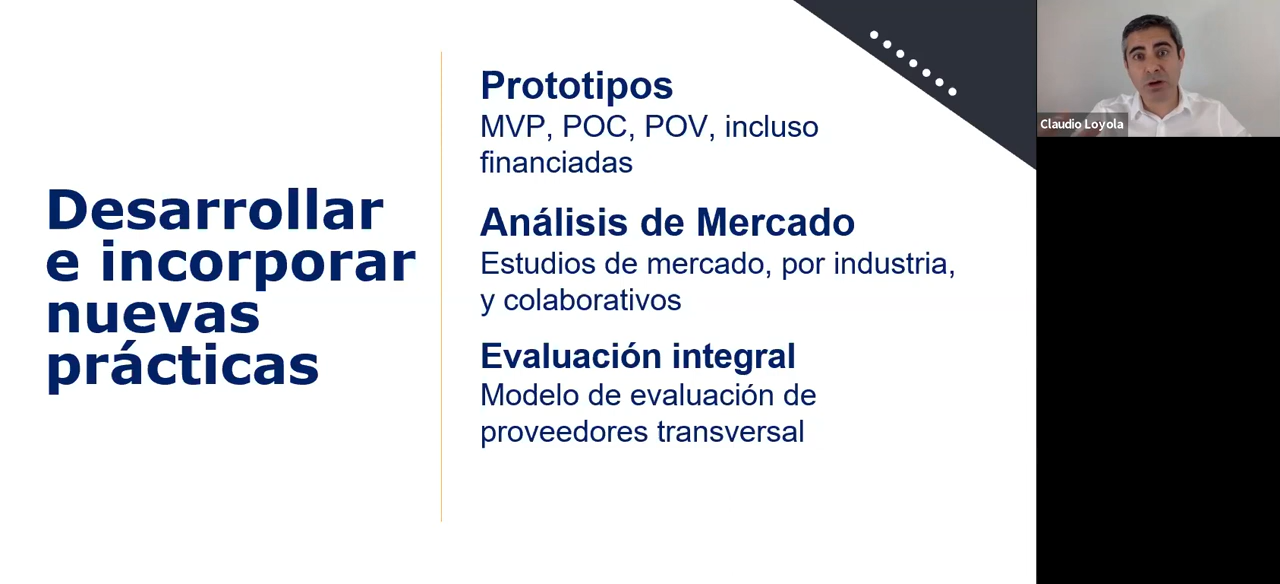 Desarrollar
e incorporar
nuevas
prácticas
Prototipos
MVP, POC, POV, incluso
financiadas
Análisis de Mercado
Estudios de mercado, por industria,
y colaborativos
Evaluación integral
Modelo de evaluación de
proveedores transversal
Claudio Loyola